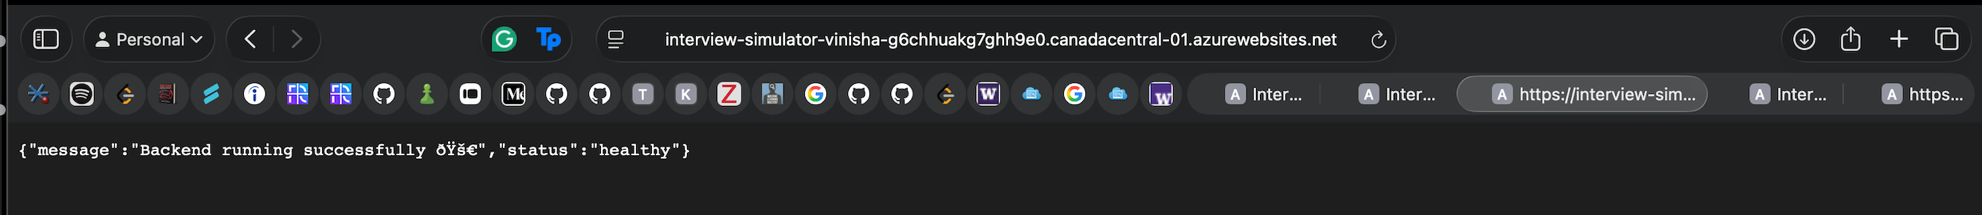 Personal
interview-simulator-vinisha-g6chhuakg7ghh9e0.canadacentral-01.azurewebsites.net
T K Z W W A Inter... A Inter... A https://interview-sim... A Inter... A https...
{"message":"Backend running successfully ðŸš€","status":"healthy"}